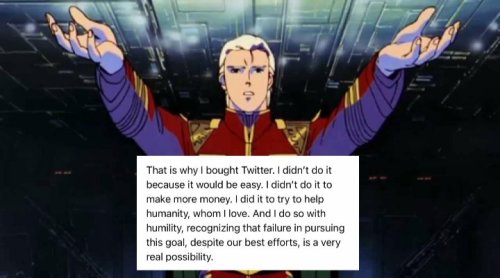 That is why I bought Twitter. I didn't do it
because it would be easy. I didn't do it to
make more money. I did it to try to help
humanity, whom I love. And I do so with
humility, recognizing that failure in pursuing
this goal, despite our best efforts, is a very
real possibility.